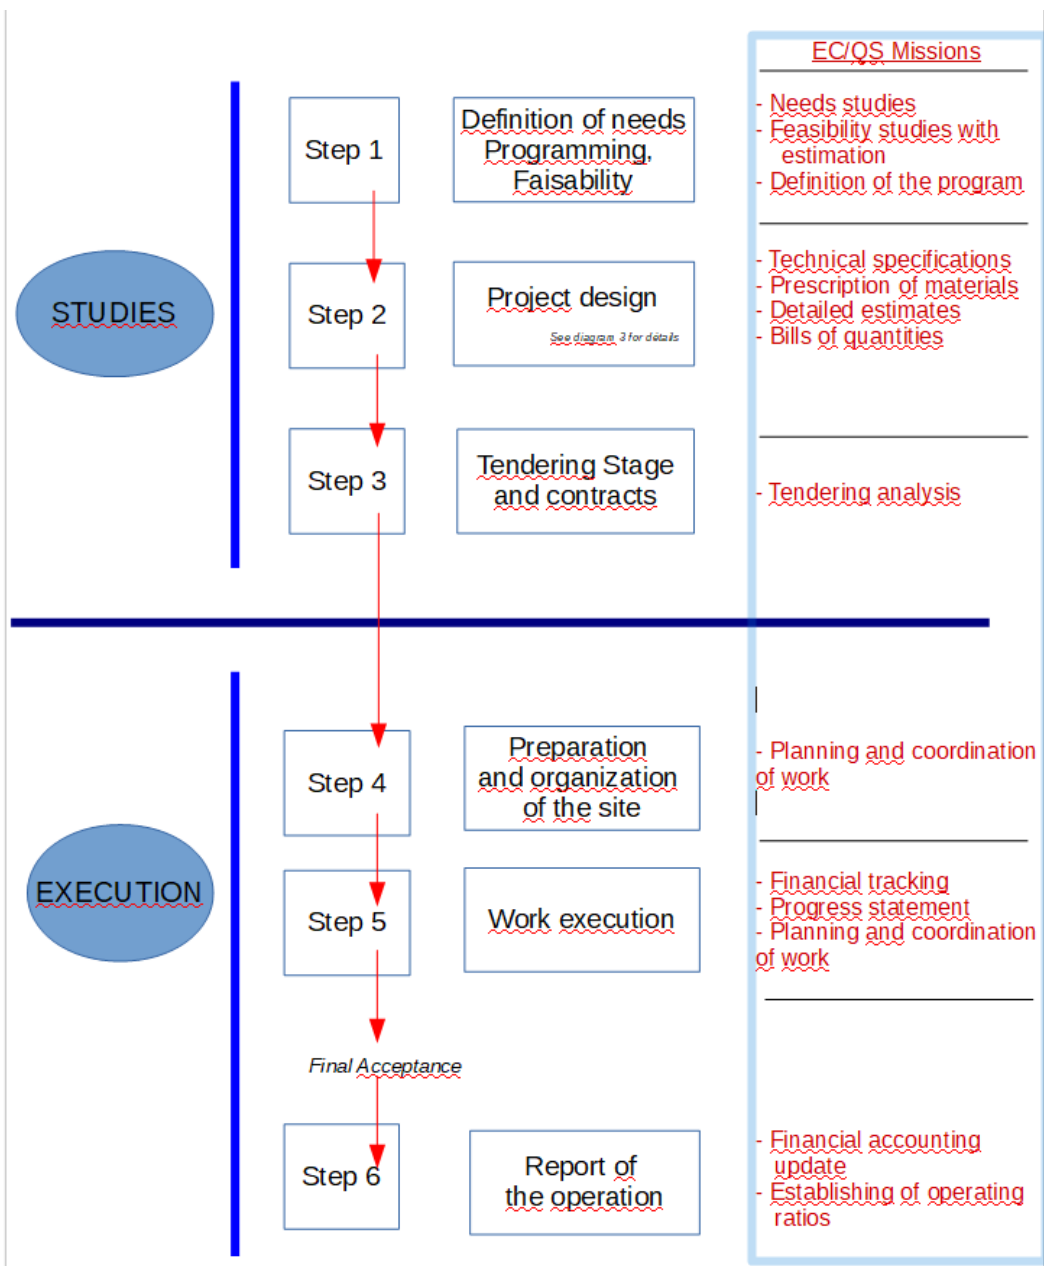 EC/QS Missions
Step 1
Definition of needs
Programming,
Faisability
- Needs studies
- Feasibility studies with
estimation
- Definition of the program
STUDIES
Step 2
Project design
See diagram 3 for détails
- Technical specifications
- Prescription of materials
- Detailed estimates
- Bills of quantities
Step 3
Tendering Stage
and contracts
- Tendering analysis
Step 4
Preparation
and organization
of the site
- Planning and coordination
of work
EXECUTION
Step 5
Work execution
- Financial tracking
- Progress statement
- Planning and coordination
of work
Final Acceptance
Step 6
Report of
the operation
- Financial accounting
update
- Establishing of operating
ratios